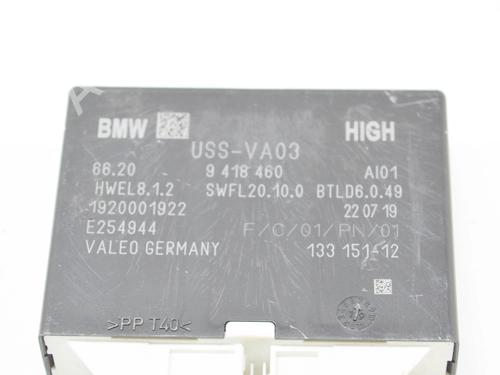 BMW HIGH
USS-VA03
66.20 9 418 460 AI01
HWEL8.1.2 SWFL20.10.0 BTLD6.0.49
1920001922 22 07 19
E254944 F/C/01/PN/01
VALEO GERMANY 133 151-12
>PP T40<